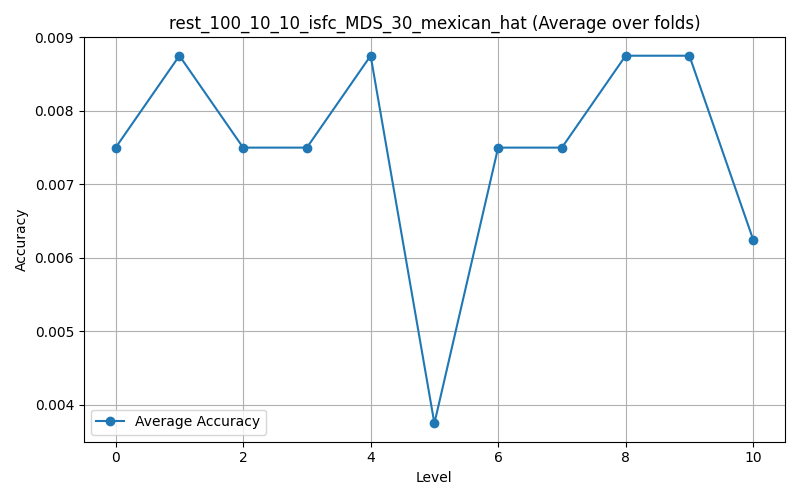 rest_100_10_10_isfc_MDS_30_mexican_hat (Average over folds)
0.009
0.008
0.007
0.006
0.005
0.004
Accuracy
Average Accuracy
0 2 4 6 8 10
Level